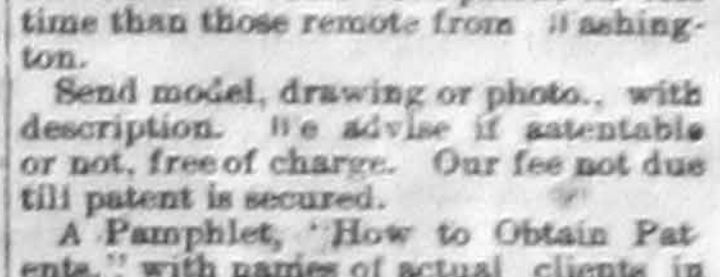 time than those remote from Washing-
ton.
Send model, drawing or photo., with
description. We advise if aatentable
or not, free of charge. Our fee not due
till patent is secured.
A Pamphlet, "How to Obtain Pat
ents," with names of actual clients in